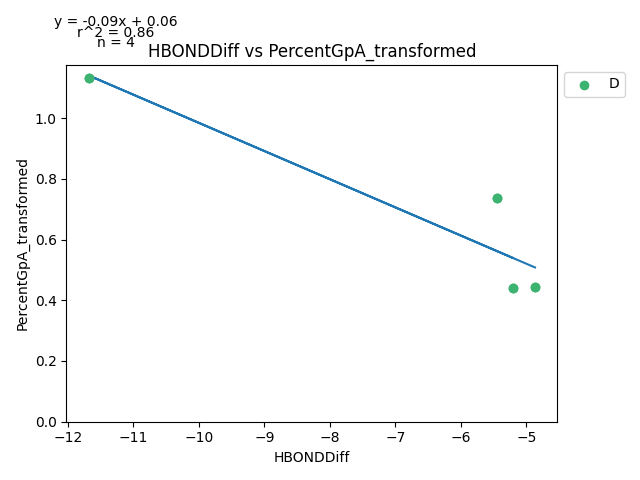 y = -0.09x + 0.06
r^2 = 0.86
n = 4
HBONDDiff vs PercentGpA_transformed
D
PercentGpA_transformed
1.0
0.8
0.6
0.4
0.2
0.0
−12
−11
−10
−9
−8
−7
−6
−5
HBONDDiff